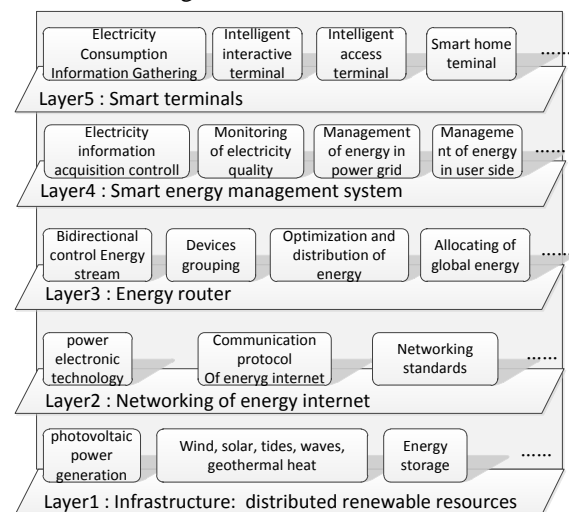 Electricity
Consumption
Information Gathering
Intelligent
interactive
terminal
Intelligent
access
terminal
Smart home
teminal
......
Layer5 : Smart terminals
Electricity
information
acquisition controll
Monitoring
of electricity
quality
Management
of energy in
power grid
Manageme
nt of energy
in user side
......
Layer4 : Smart energy management system
Bidirectional
control Energy
stream
Devices
grouping
Optimization and
distribution of
energy
Allocating of
global energy
......
Layer3 : Energy router
power
electronic
technology
Communication
protocol
Of eneryg internet
Networking
standards
......
Layer2 : Networking of energy internet
photovoltaic
power
generation
Wind, solar, tides, waves,
geothermal heat
Energy
storage
......
Layer1 : Infrastructure:  distributed renewable resources